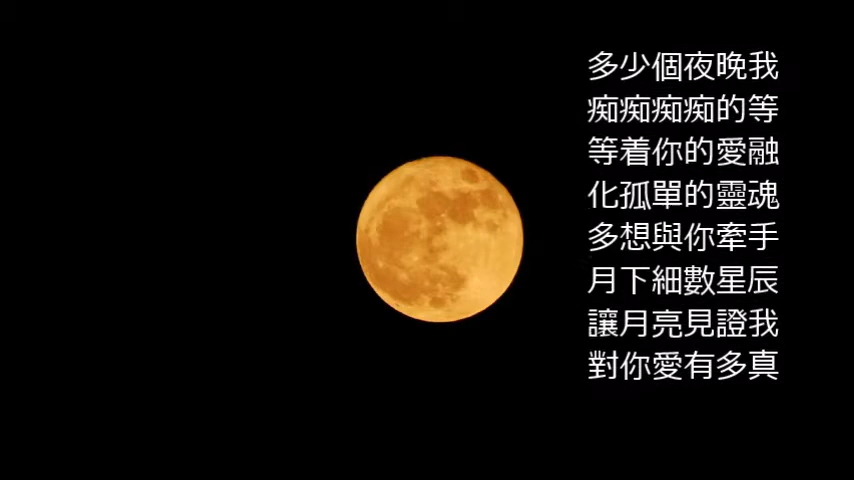 多少個夜晚我
痴痴痴痴的等
等着你的愛融
化孤單的靈魂
多想與你牽手
月下細數星辰
讓月亮見證我
對你愛有多真